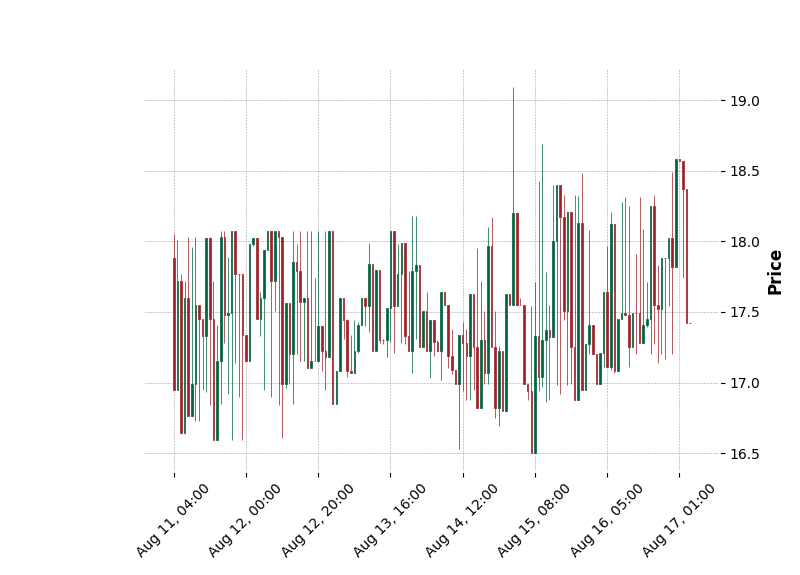 19.0
18.5
18.0
17.5
17.0
16.5
Price
Aug 11, 04:00
Aug 12, 00:00
Aug 12, 20:00
Aug 13, 16:00
Aug 14, 12:00
Aug 15, 08:00
Aug 16, 05:00
Aug 17, 01:00